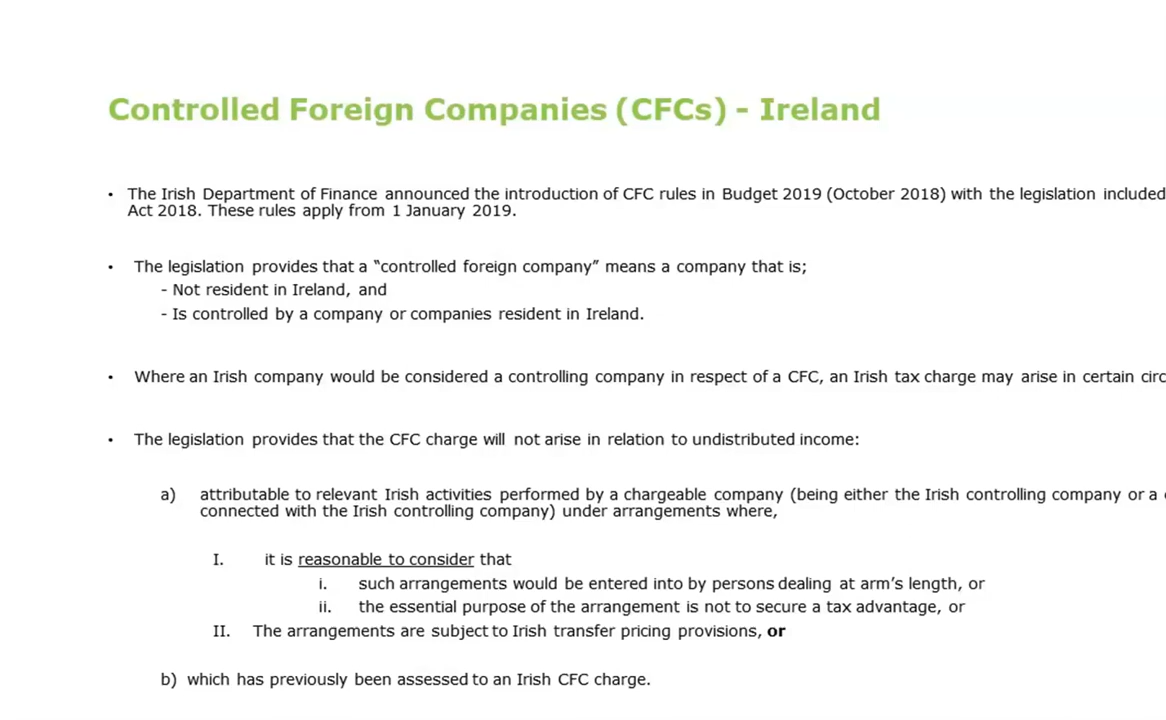 Controlled Foreign Companies (CFCs) - Ireland
• The Irish Department of Finance announced the introduction of CFC rules in Budget 2019 (October 2018) with the legislation included
Act 2018. These rules apply from 1 January 2019.
• The legislation provides that a “controlled foreign company” means a company that is;
- Not resident in Ireland, and
- Is controlled by a company or companies resident in Ireland.
• Where an Irish company would be considered a controlling company in respect of a CFC, an Irish tax charge may arise in certain
• The legislation provides that the CFC charge will not arise in relation to undistributed income:
a) attributable to relevant Irish activities performed by a chargeable company (being either the Irish controlling company or a
connected with the Irish controlling company) under arrangements where,
I. it is reasonable to consider that
i. such arrangements would be entered into by persons dealing at arm’s length, or
ii. the essential purpose of the arrangement is not to secure a tax advantage, or
II. The arrangements are subject to Irish transfer pricing provisions, or
b) which has previously been assessed to an Irish CFC charge.